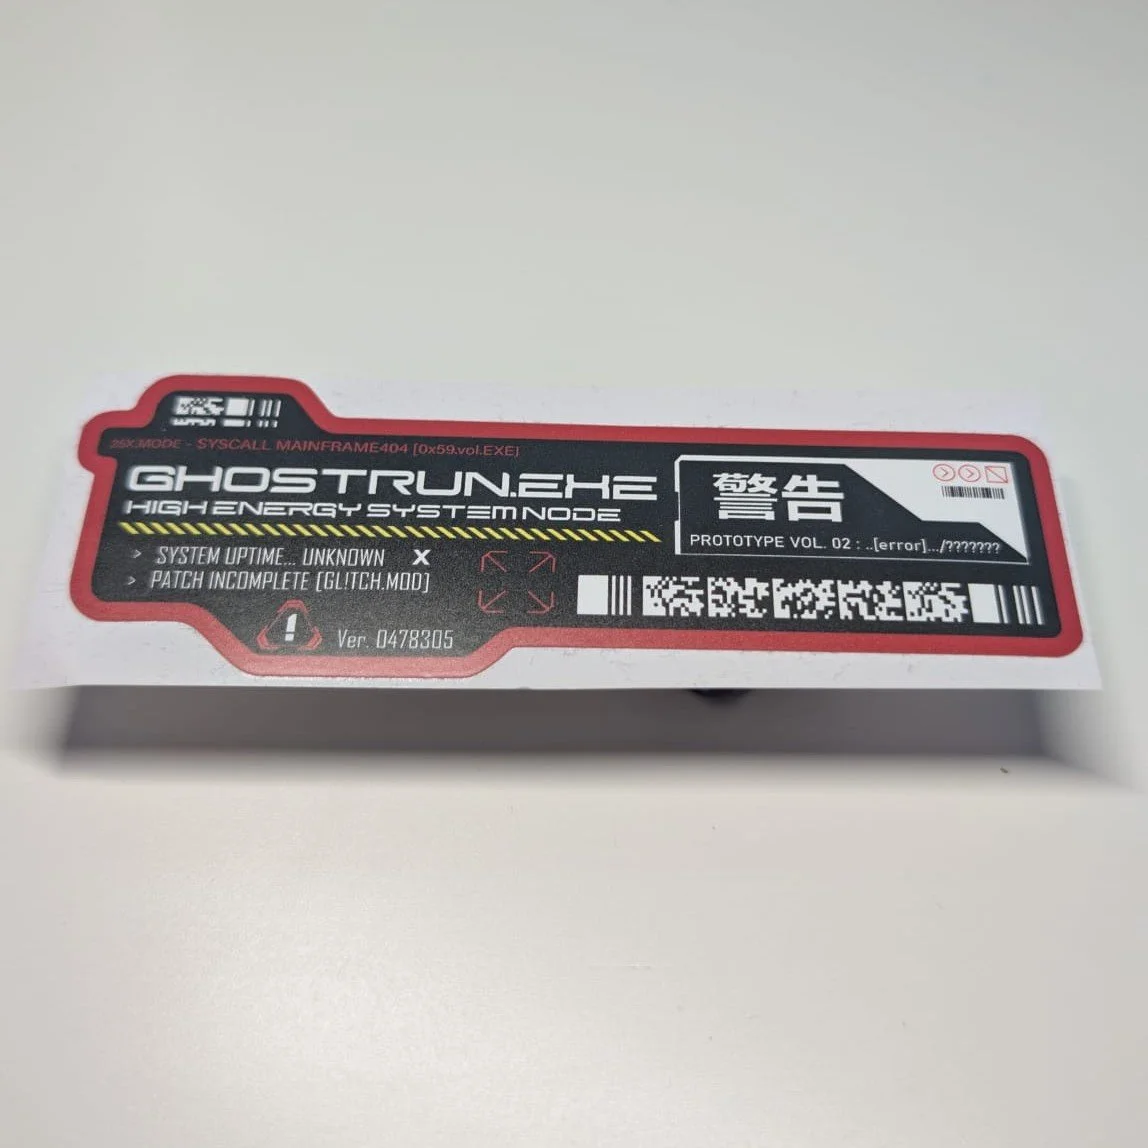 25X.MODE - SYSCALL MAINFRAME404 [0x59.vol.EXE]
GHOSTRUN.EXE
HIGH ENERGY SYSTEM NODE
> SYSTEM UPTIME... UNKNOWN X
> PATCH INCOMPLETE [GL!TCH.MOD]
! Ver. 0478305
警告
PROTOTYPE VOL. 02 : ..[error].../???????